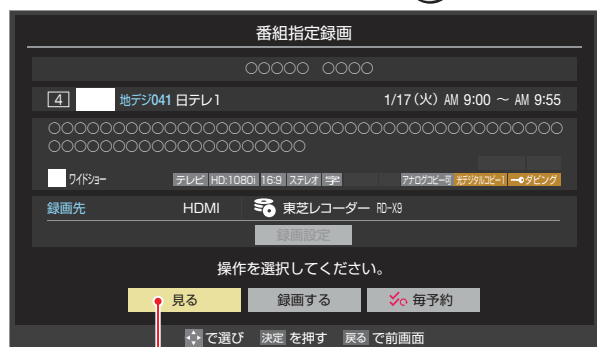 番組指定録画
○○○○○ ○○○○
4 地デジ041 日テレ1 1/17(火) AM 9:00 ~ AM 9:55
○○○○○○○○○○○○○○○○○○○○○○○○○○○○○○○○○○○○○○○○
○○○○○○○○○○○○○○○○○○○○
ワイドショー テレビ HD:1080i 16:9 ステレオ 字 アナログコピー可 光デジタルコピー1 ダビング
録画先 HDMI 東芝レコーダー RD-X9
録画設定
操作を選択してください。
見る 録画する 毎予約
で選び 決定 を押す 戻る で前画面